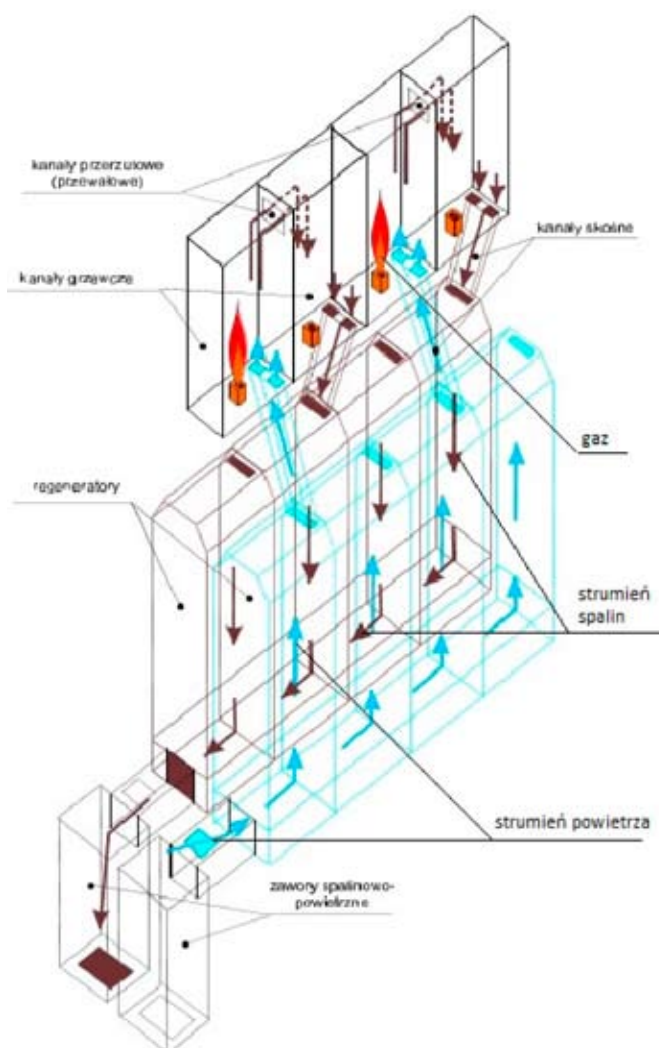 kanały przerzutowe
(przewałowe)
kanały skośne
kanały grzewcze
gaz
regeneratory
strumień
spalin
strumień powietrza
zawory spalinowo-
powietrzne